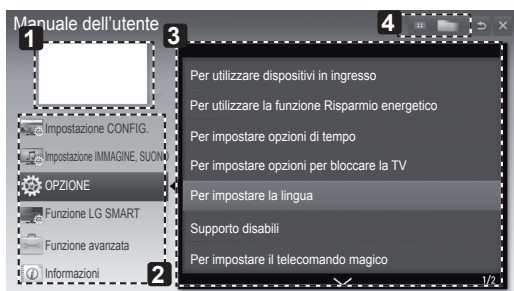 Manuale dell'utente
1
3
4
Impostazione CONFIG.
Impostazione IMMAGINE, SUONO
OPZIONE
Funzione LG SMART
Funzione avanzata
Informazioni
2
Per utilizzare dispositivi in ingresso
Per utilizzare la funzione Risparmio energetico
Per impostare opzioni di tempo
Per impostare opzioni per bloccare la TV
Per impostare la lingua
Supporto disabili
Per impostare il telecomando magico
1/2